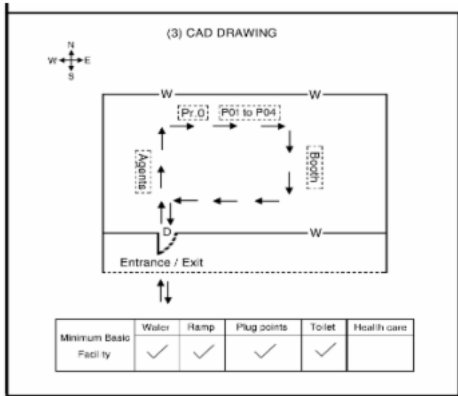 (3) CAD DRAWING
N
W E
S
W W
Pr.0 P01 to P04
Agents
Booth
D W
Entrance / Exit
Minimum Basic Facility Water Ramp Plug points Toilet Health care